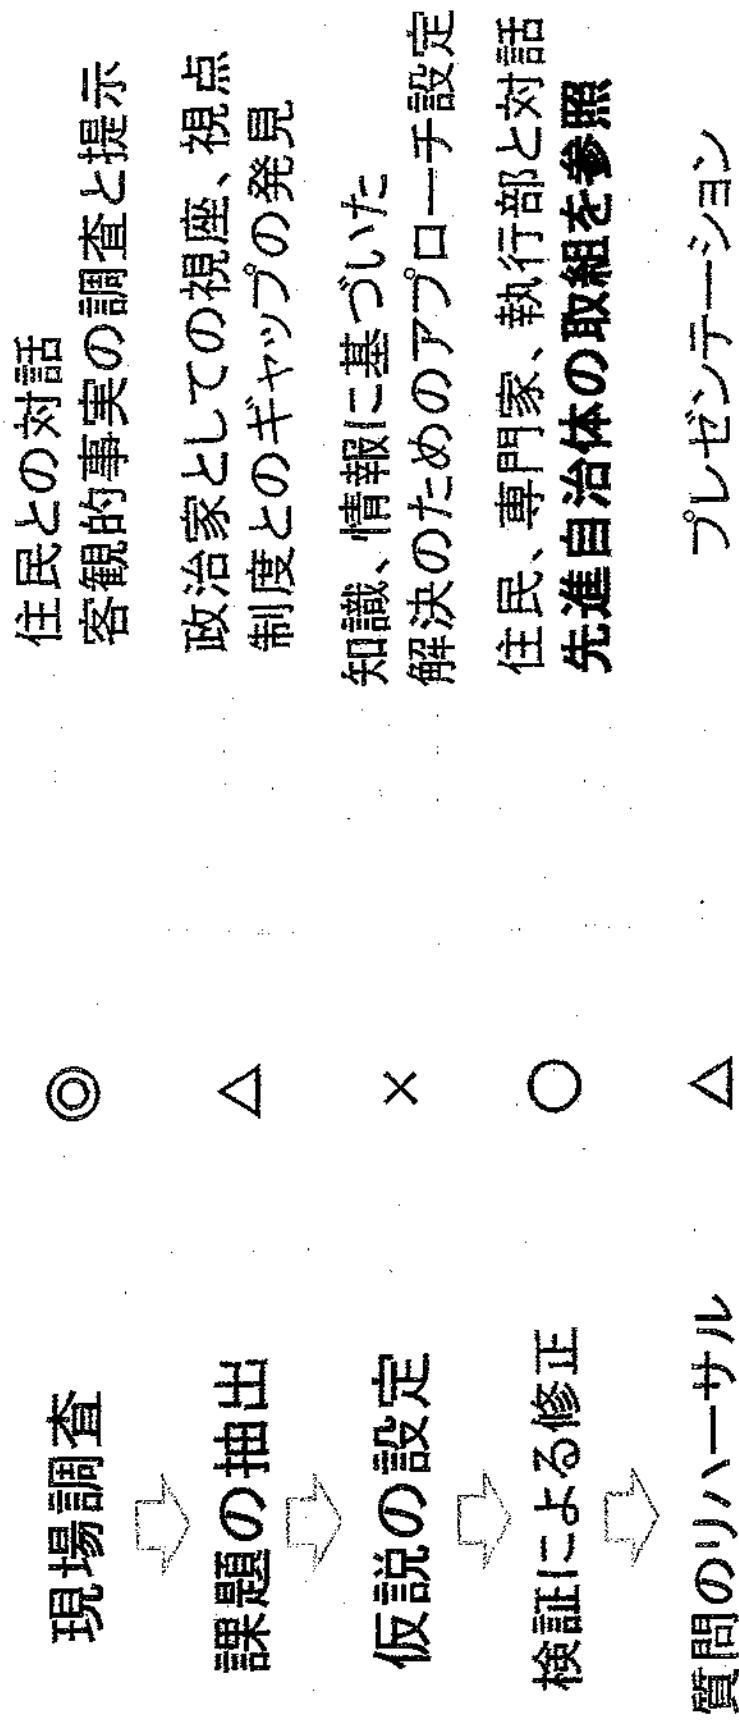 現場調査 ◎ 住民との対話
客観的事実の調査と提示
課題の抽出 △ 政治家としての視座、視点
制度とのギャップの発見
仮説の設定 × 知識、情報に基づいた
解決のためのアプローチ設定
検証による修正 ○ 住民、専門家、執行部と対話
先進自治体の取組を参照
質問のリハーサル △ プレゼンテーション